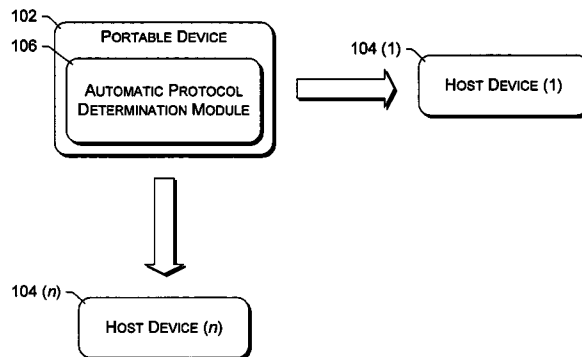 102
PORTABLE DEVICE
106
AUTOMATIC PROTOCOL
DETERMINATION MODULE
104 (1)
HOST DEVICE (1)
104 (n)
HOST DEVICE (n)